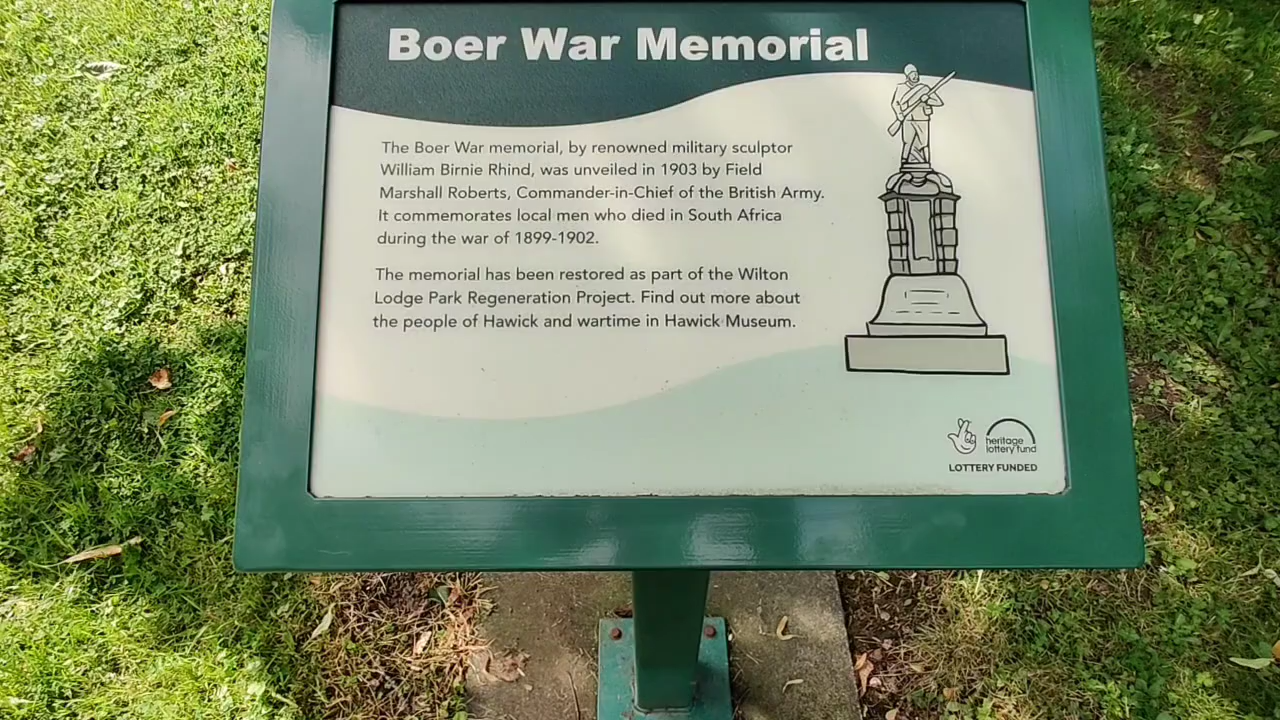 Boer War Memorial
The Boer War memorial, by renowned military sculptor
William Birnie Rhind, was unveiled in 1903 by Field
Marshall Roberts, Commander-in-Chief of the British Army.
It commemorates local men who died in South Africa
during the war of 1899-1902.
The memorial has been restored as part of the Wilton
Lodge Park Regeneration Project. Find out more about
the people of Hawick and wartime in Hawick Museum.
heritage
lottery fund
LOTTERY FUNDED